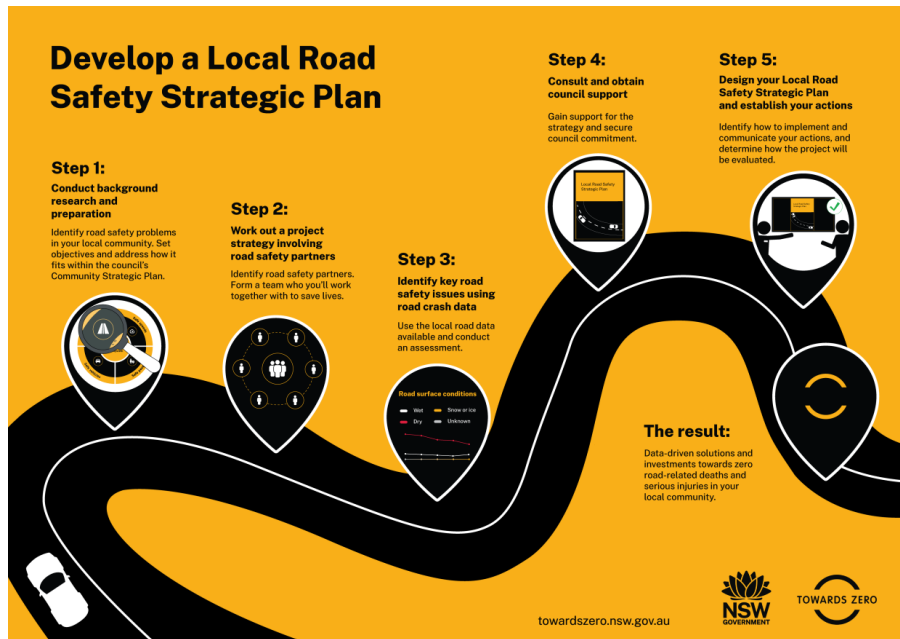 Develop a Local Road
Safety Strategic Plan
Step 1:
Conduct background
research and
preparation
Identify road safety problems
in your local community. Set
objectives and address how it
fits within the council's
Community Strategic Plan.
Step 2:
Work out a project
strategy involving
road safety partners
Identify road safety partners.
Form a team who you'll work
together with to save lives.
Step 3:
Identify key road
safety issues using
road crash data
Use the local road data
available and conduct
an assessment.
Road surface conditions
Wet
Snow or ice
Dry
Unknown
Step 4:
Consult and obtain
council support
Gain support for the
strategy and secure
council commitment.
Local Road Safety
Strategic Plan
Step 5:
Design your Local Road
Safety Strategic Plan
and establish your actions
Identify how to implement and
communicate your actions, and
determine how the project will
be evaluated.
The result:
Data-driven solutions and
investments towards zero
road-related deaths and
serious injuries in your
local community.
towardszero.nsw.gov.au
NSW
GOVERNMENT
TOWARDS ZERO